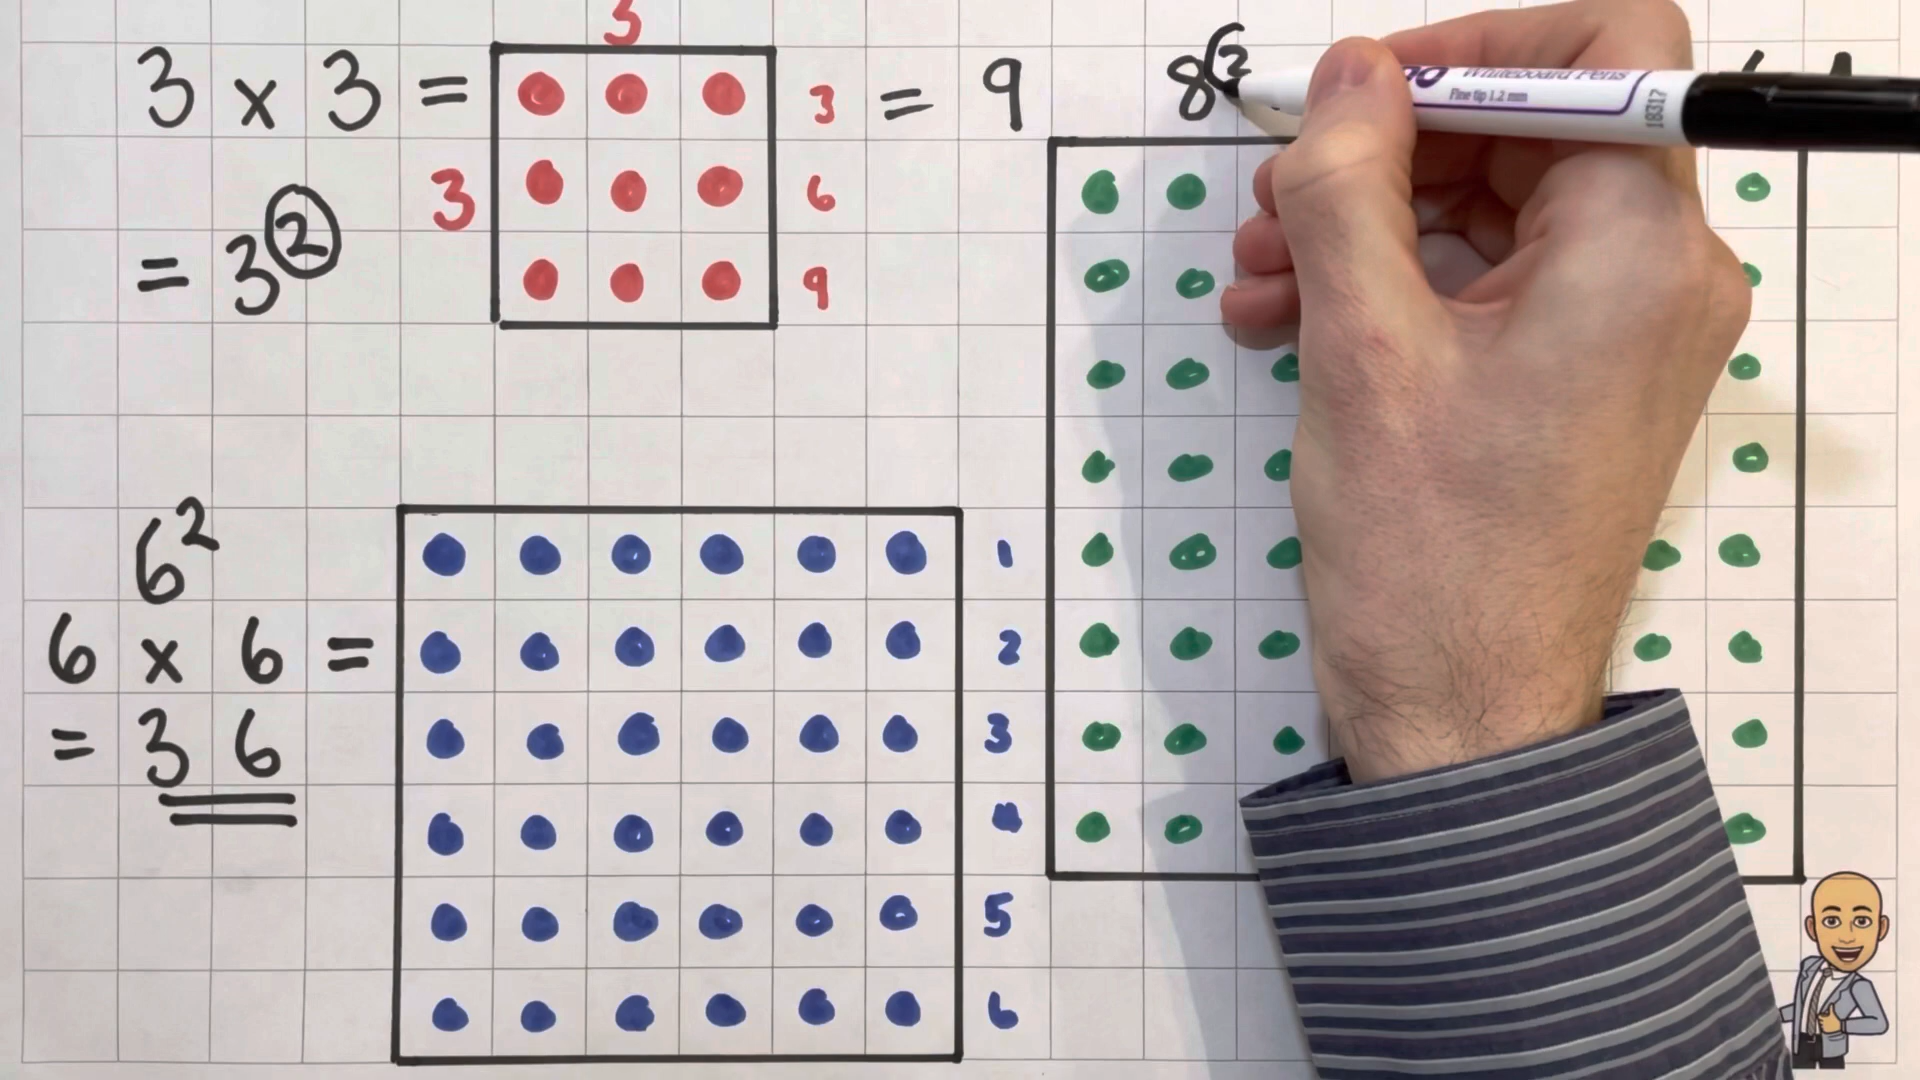 3
3 x 3 = 3 = 9
3 6
= 3² 9
8²
Whiteboard Pens
Fine tip 1.2 mm
18317
6² 1
6 x 6 = 2
= 36 3
5
6